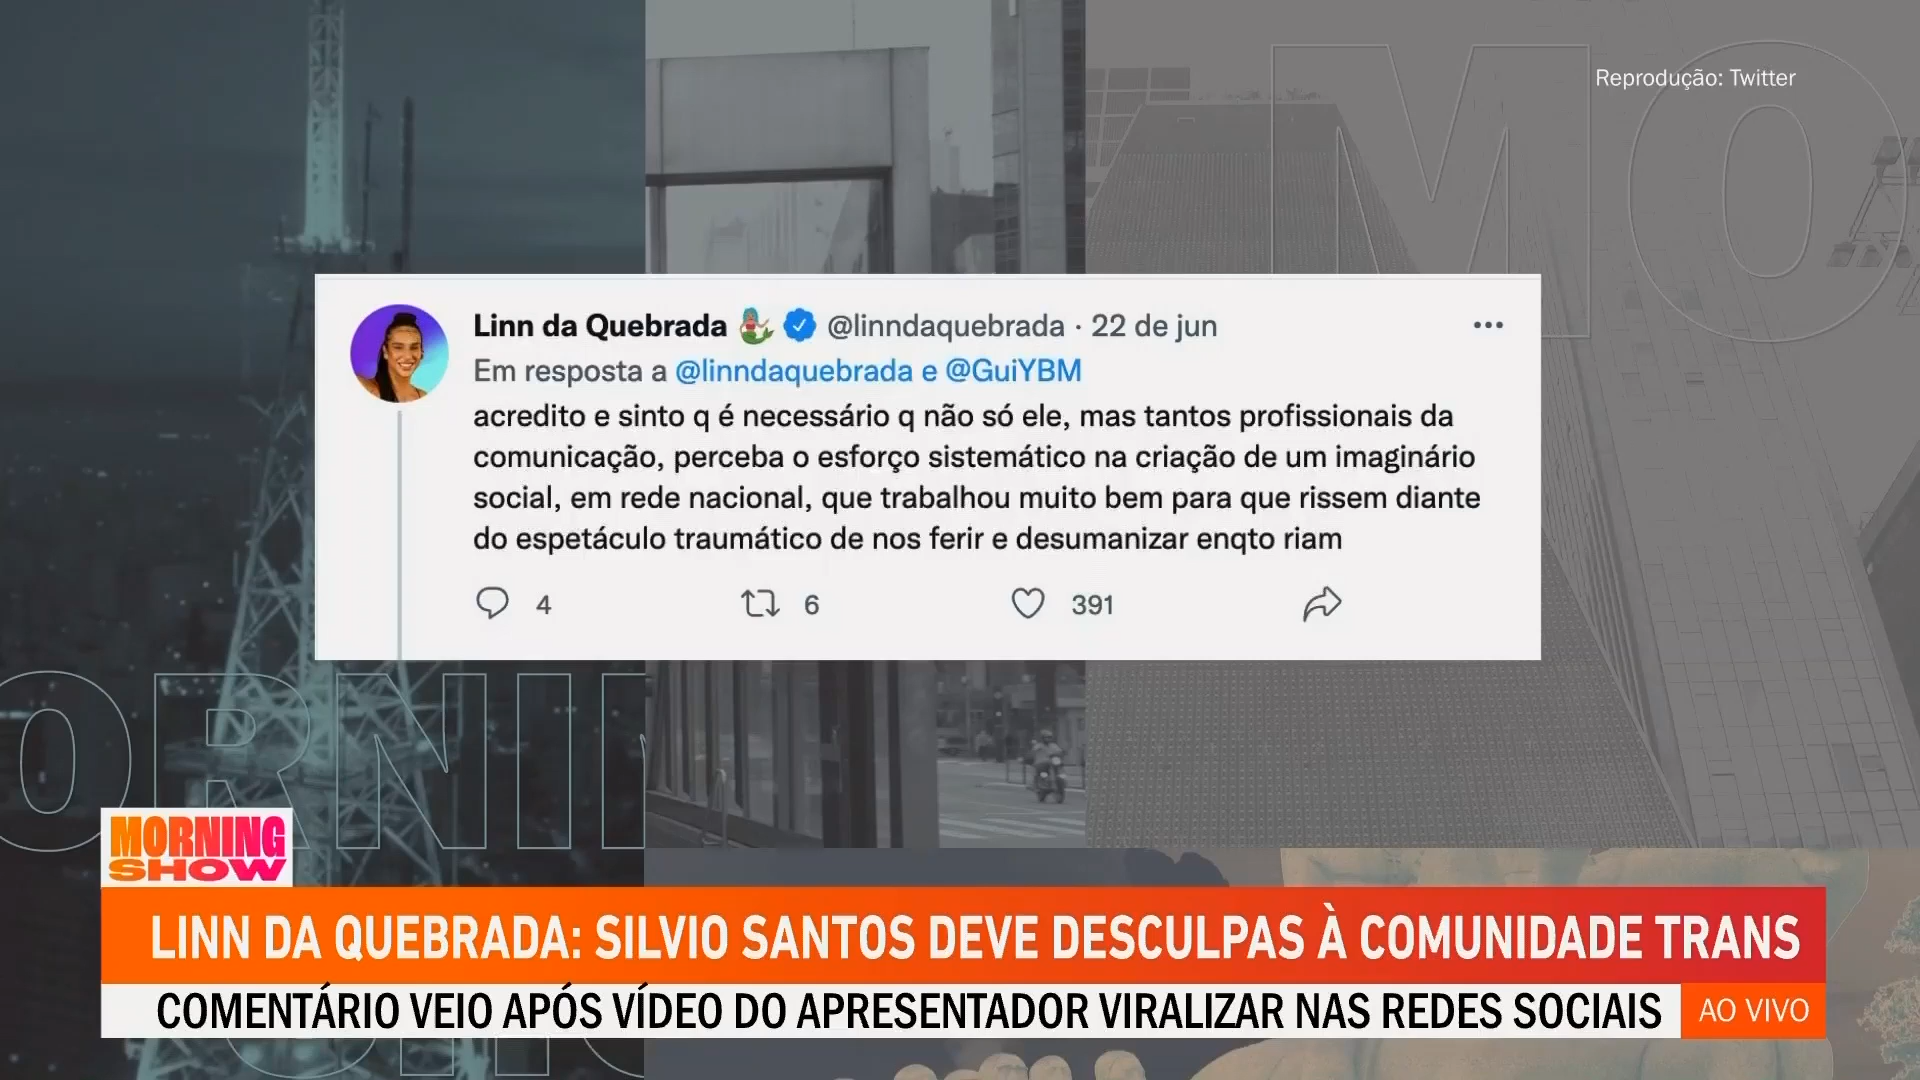 Reprodução: Twitter
MO
Linn da Quebrada @linndaquebrada · 22 de jun
Em resposta a @linndaquebrada e @GuiYBM
acredito e sinto q é necessário q não só ele, mas tantos profissionais da
comunicação, perceba o esforço sistemático na criação de um imaginário
social, em rede nacional, que trabalhou muito bem para que rissem diante
do espetáculo traumático de nos ferir e desumanizar enqto riam
4 6 391
ORNIN
MORNING
SHOW
LINN DA QUEBRADA: SILVIO SANTOS DEVE DESCULPAS À COMUNIDADE TRANS
COMENTÁRIO VEIO APÓS VÍDEO DO APRESENTADOR VIRALIZAR NAS REDES SOCIAIS
AO VIVO